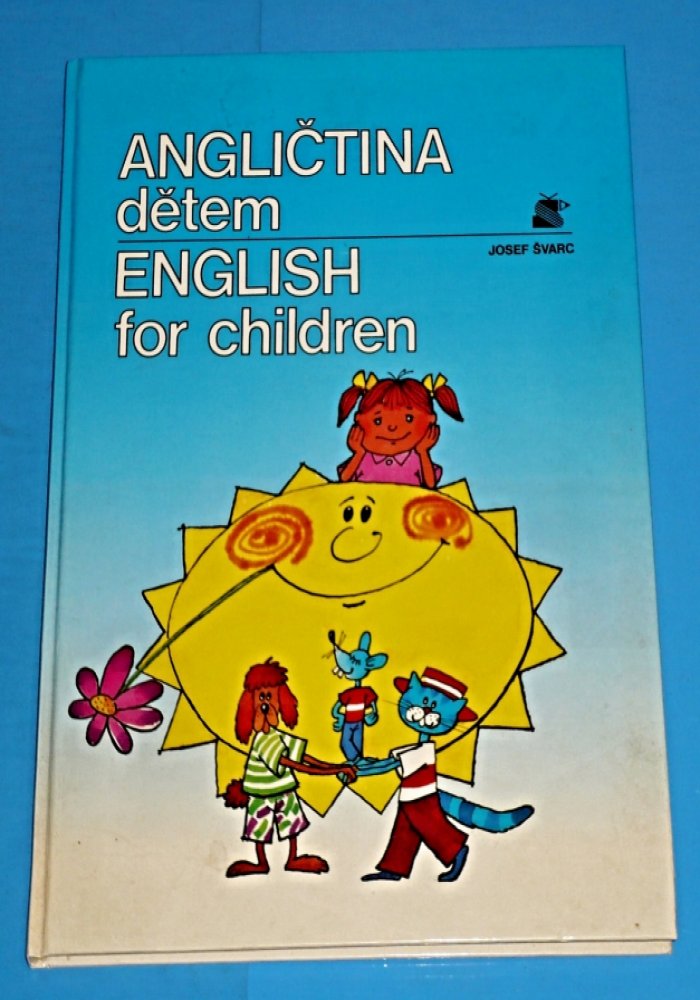 ANGLIČTINA
dětem
JOSEF ŠVARC
ENGLISH
for children